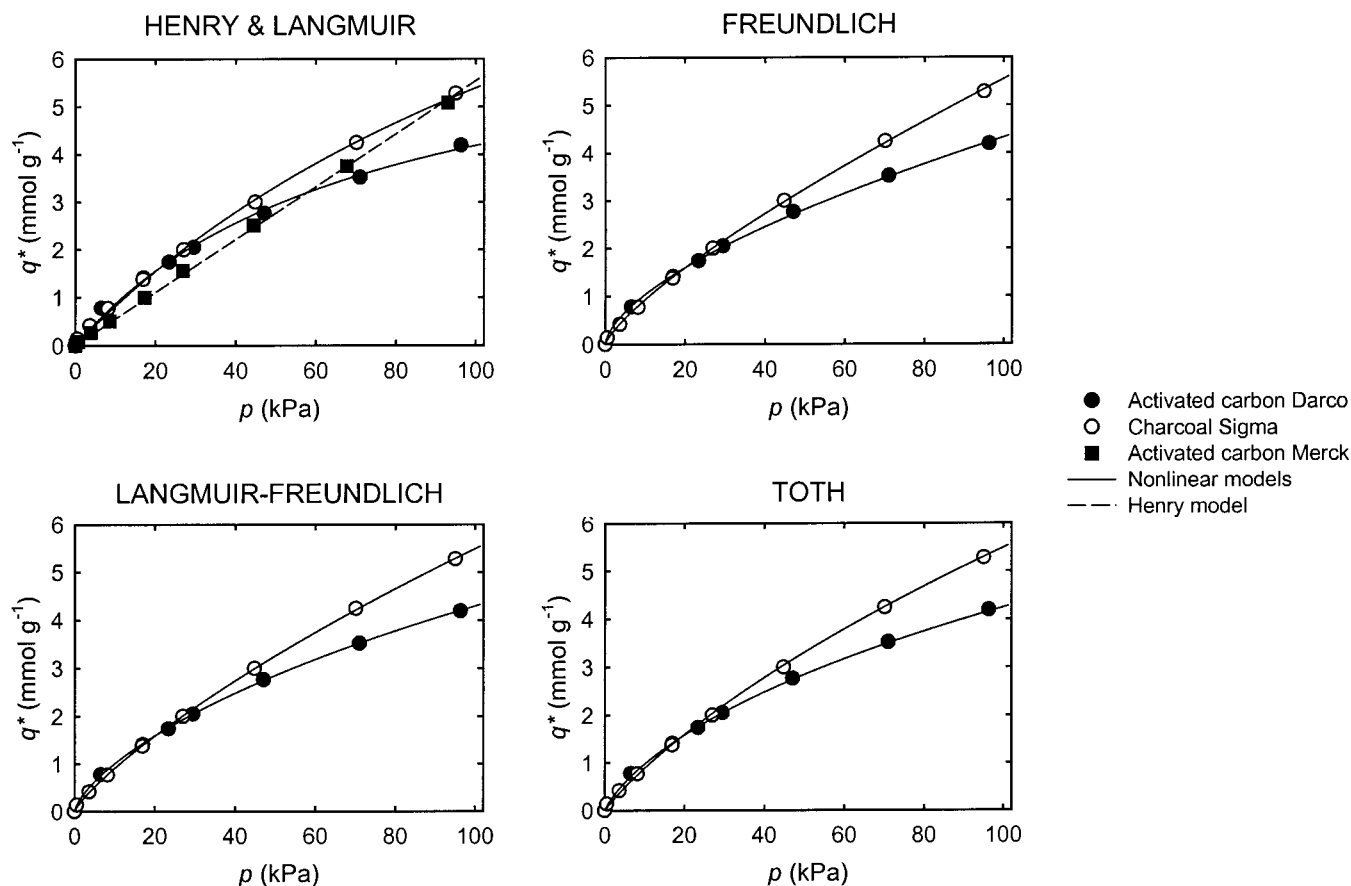 HENRY & LANGMUIR
6
5
4
3
2
1
0
q* (mmol g⁻¹)
0 20 40 60 80 100
p (kPa)
FREUNDLICH
6
5
4
3
2
1
0
q* (mmol g⁻¹)
0 20 40 60 80 100
p (kPa)
Activated carbon Darco
Charcoal Sigma
Activated carbon Merck
Nonlinear models
Henry model
LANGMUIR-FREUNDLICH
6
5
4
3
2
1
0
q* (mmol g⁻¹)
0 20 40 60 80 100
p (kPa)
TOTH
6
5
4
3
2
1
0
q* (mmol g⁻¹)
0 20 40 60 80 100
p (kPa)